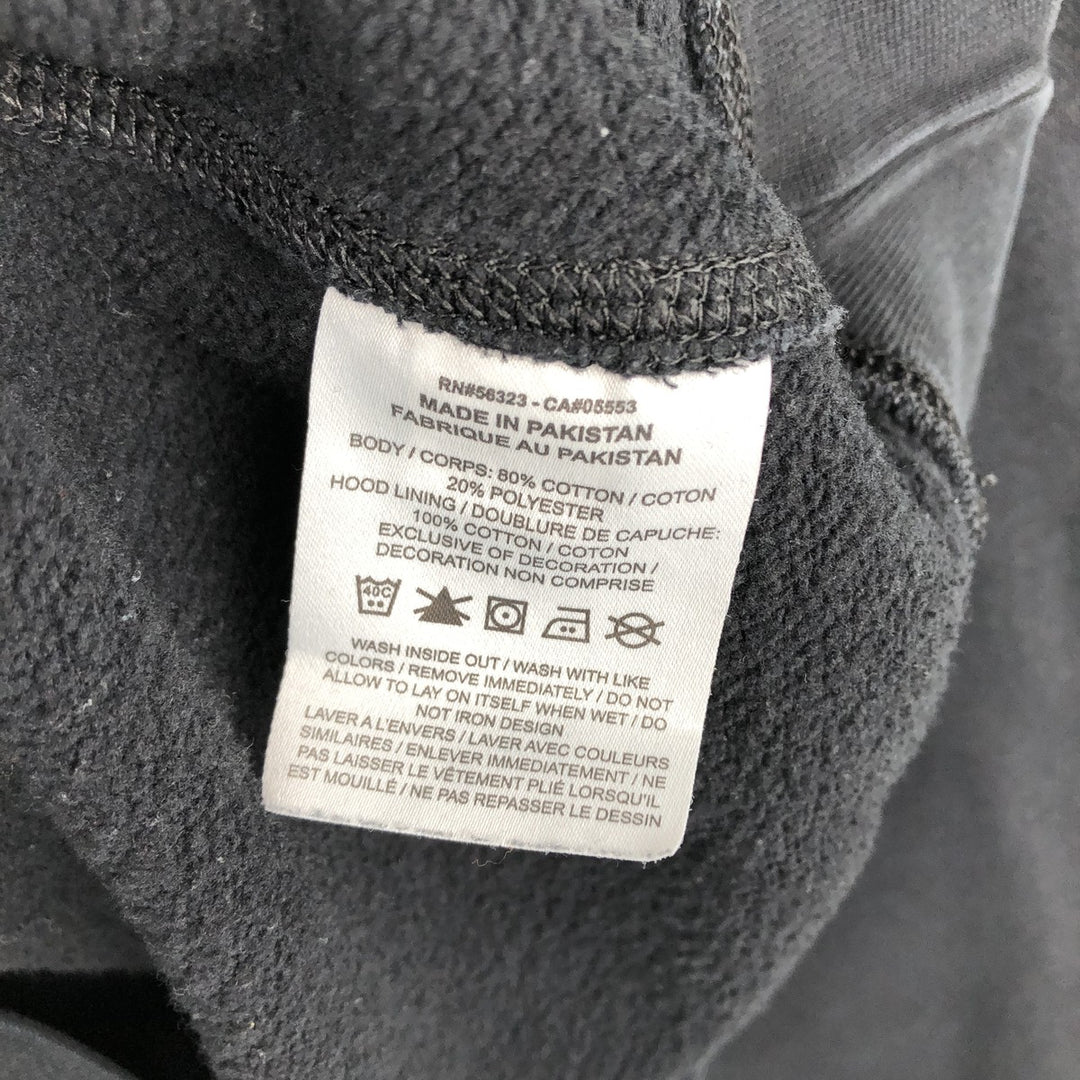 RN#56323 - CA#05553
MADE IN PAKISTAN
FABRIQUE AU PAKISTAN
BODY / CORPS: 80% COTTON / COTON
20% POLYESTER
HOOD LINING / DOUBLURE DE CAPUCHE:
100% COTTON / COTON
EXCLUSIVE OF DECORATION /
DECORATION NON COMPRISE
40C
WASH INSIDE OUT / WASH WITH LIKE
COLORS / REMOVE IMMEDIATELY / DO NOT
ALLOW TO LAY ON ITSELF WHEN WET / DO
NOT IRON DESIGN
LAVER A L'ENVERS / LAVER AVEC COULEURS
SIMILAIRES / ENLEVER IMMEDIATEMENT / NE
PAS LAISSER LE VÊTEMENT PLIÉ LORSQU'IL
EST MOUILLÉ / NE PAS REPASSER LE DESSIN